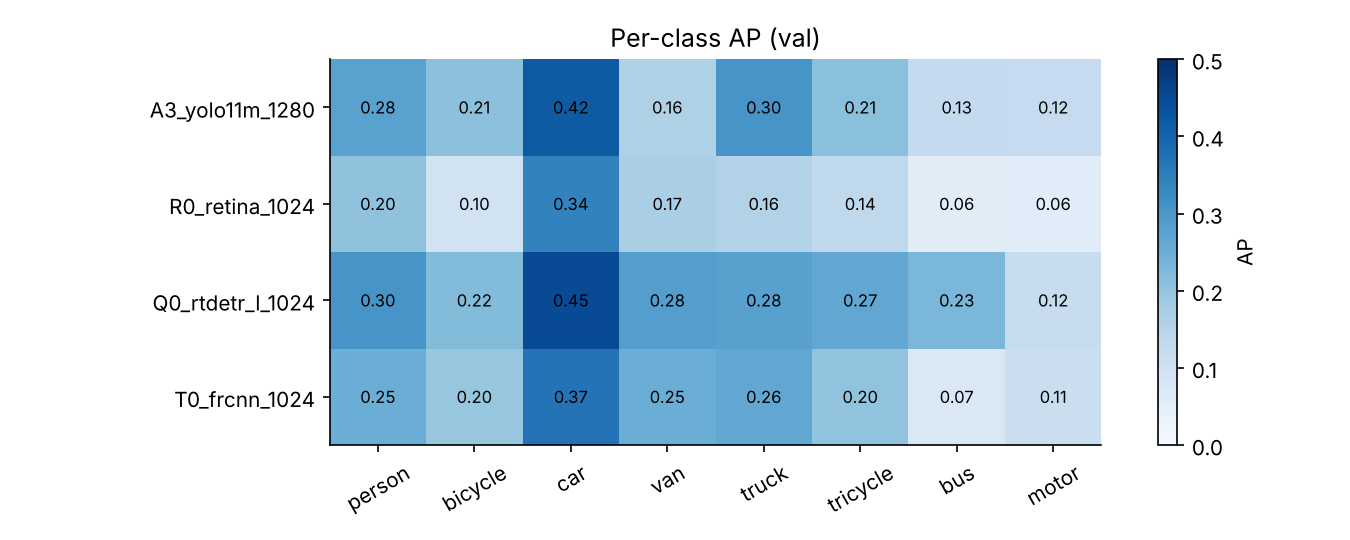 Per-class AP (val)
A3_yolo11m_1280 0.28 0.21 0.42 0.16 0.30 0.21 0.13 0.12
R0_retina_1024 0.20 0.10 0.34 0.17 0.16 0.14 0.06 0.06
Q0_rtdetr_l_1024 0.30 0.22 0.45 0.28 0.28 0.27 0.23 0.12
T0_frcnn_1024 0.25 0.20 0.37 0.25 0.26 0.20 0.07 0.11
person bicycle car van truck tricycle bus motor
0.5
0.4
0.3
0.2
0.1
0.0
AP